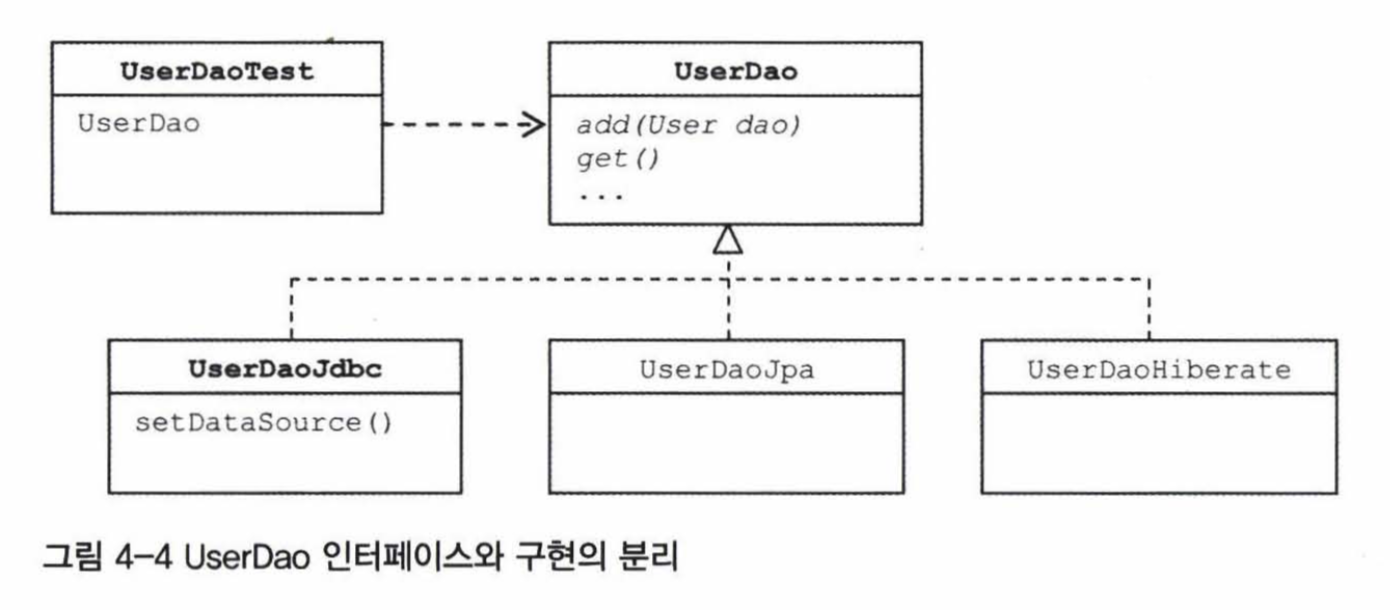 UserDaoTest
UserDao
UserDao
add(User dao)
get()
...
UserDaoJdbc
setDataSource()
UserDaoJpa
UserDaoHiberate
그림 4-4 UserDao 인터페이스와 구현의 분리